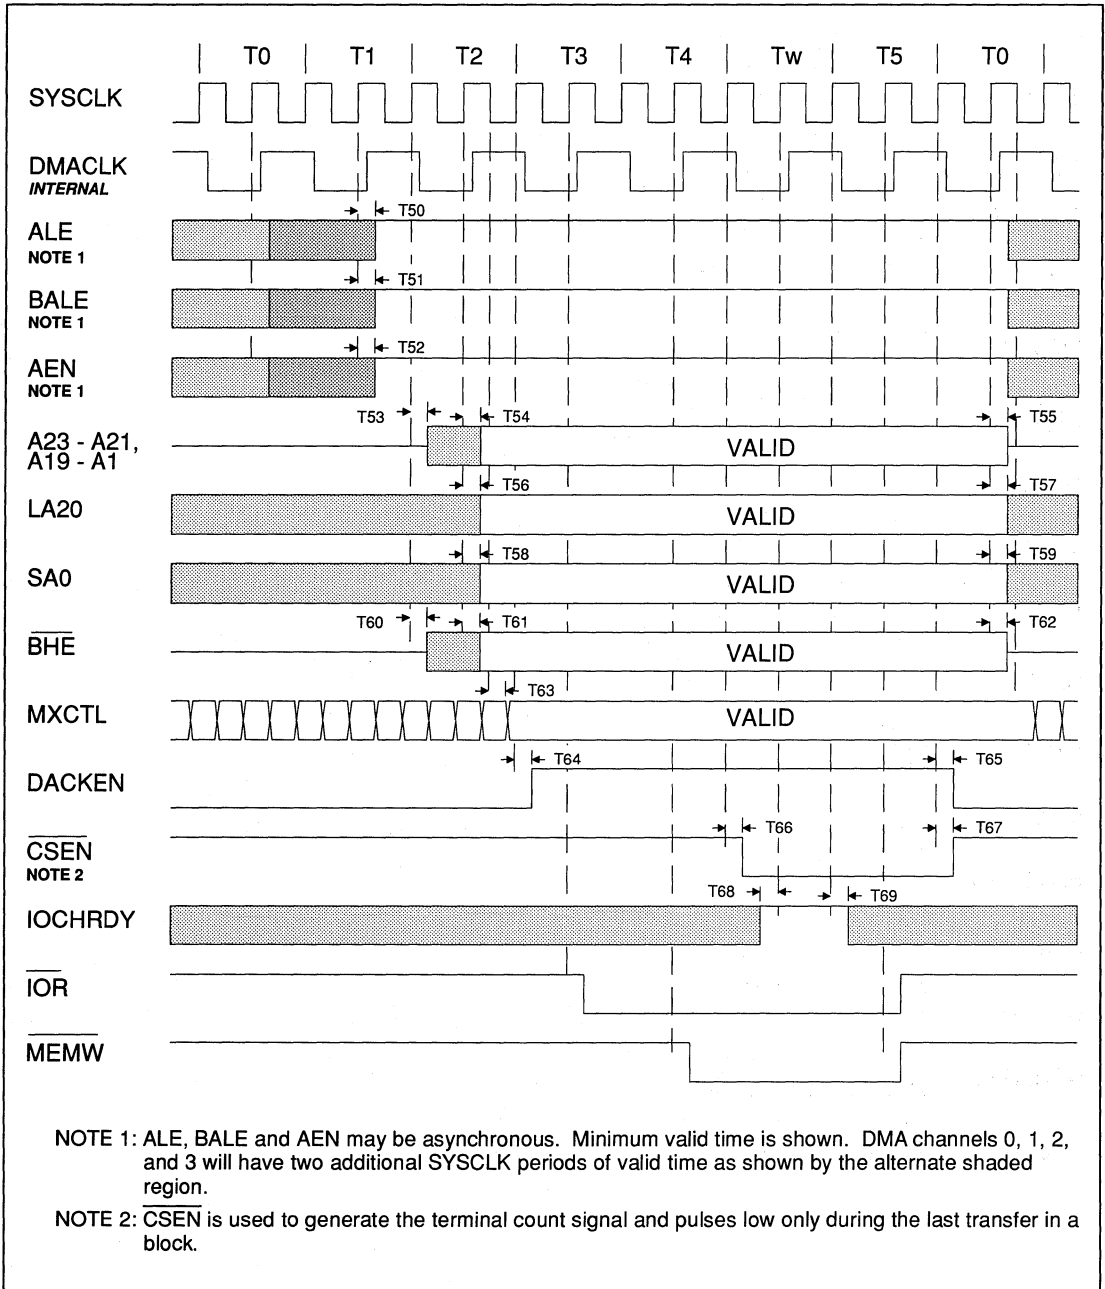 T0 T1 T2 T3 T4 Tw T5 T0
SYSCLK
DMACLK
INTERNAL
T50
ALE
NOTE 1
T51
BALE
NOTE 1
T52
AEN
NOTE 1
T53 T54 T55
A23 - A21,
A19 - A1
VALID
T56 T57
LA20
VALID
T58 T59
SA0
VALID
T60 T61 T62
BHE
VALID
T63
MXCTL
VALID
T64 T65
DACKEN
T66 T67
CSEN
NOTE 2
T68 T69
IOCHRDY
IOR
MEMW
NOTE 1: ALE, BALE and AEN may be asynchronous. Minimum valid time is shown. DMA channels 0, 1, 2,
and 3 will have two additional SYSCLK periods of valid time as shown by the alternate shaded
region.
NOTE 2: CSEN is used to generate the terminal count signal and pulses low only during the last transfer in a
block.